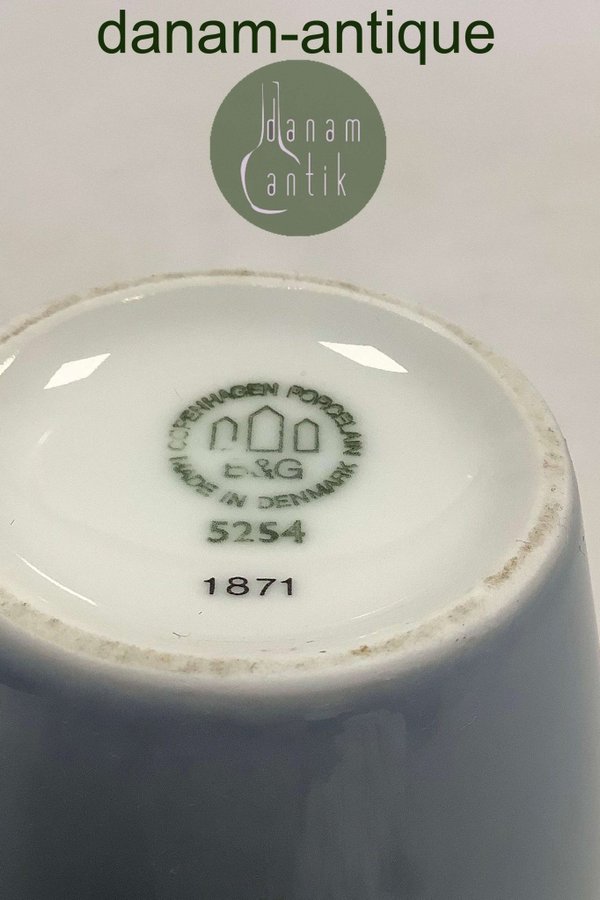 danam-antique
danam
antik
COPENHAGEN PORCELAIN
B&G
MADE IN DENMARK
5254
1871